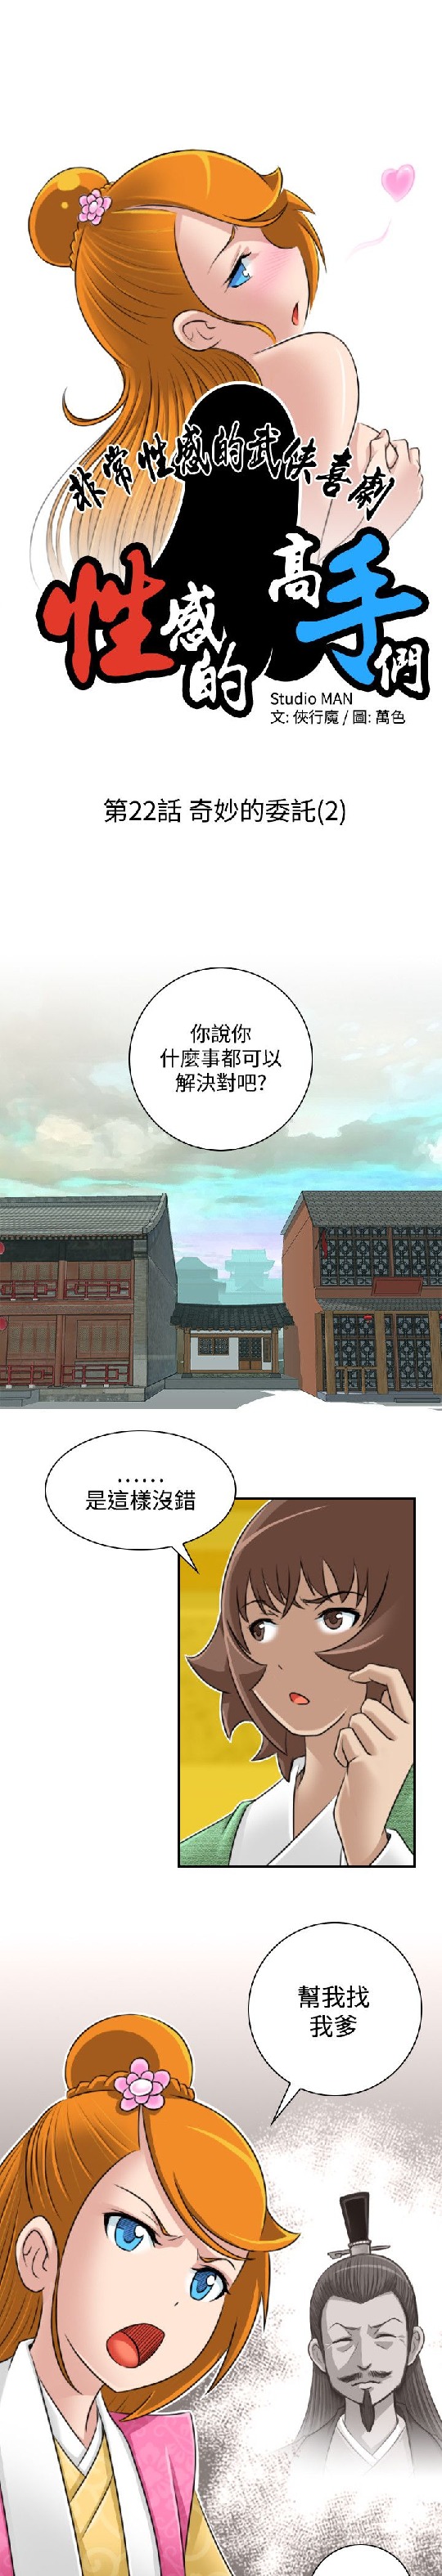 非常性感的武俠喜劇
性感的
高手們
Studio MAN
文: 俠行魔 / 圖: 萬色
第22話 奇妙的委託(2)
你說你
什麼事都可以
解決對吧?
......
是這樣沒錯
幫我找
我爹